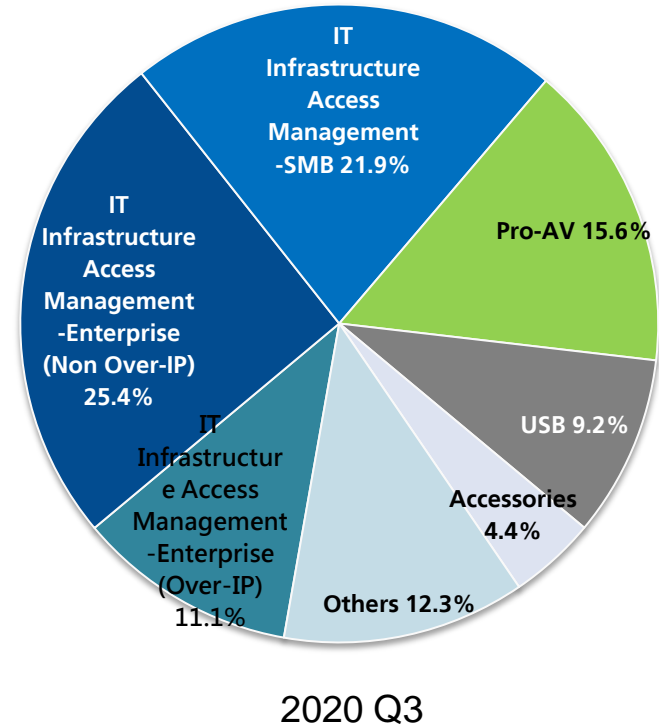 IT
Infrastructure
Access
Management
-SMB 21.9%
Pro-AV 15.6%
IT
Infrastructure
Access
Management
-Enterprise
(Non Over-IP)
25.4%
USB 9.2%
IT
Infrastructur
e Access
Management
-Enterprise
(Over-IP)
11.1%
Accessories
4.4%
Others 12.3%
2020 Q3